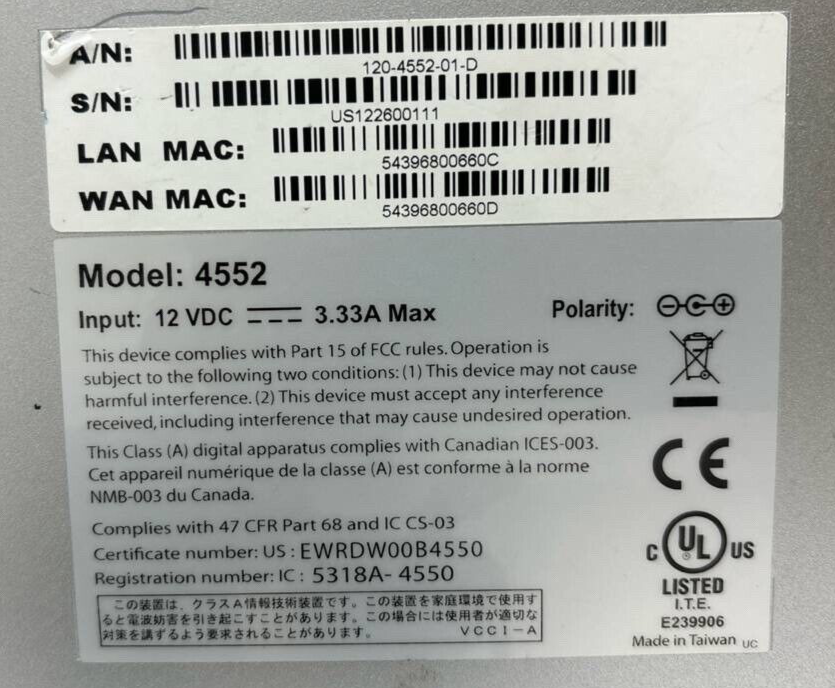 A/N:
120-4552-01-D
S/N:
US122600111
LAN MAC:
54396800660C
WAN MAC:
54396800660D
Model: 4552
Input: 12 VDC 3.33A Max Polarity:
This device complies with Part 15 of FCC rules. Operation is
subject to the following two conditions: (1) This device may not cause
harmful interference. (2) This device must accept any interference
received, including interference that may cause undesired operation.
This Class (A) digital apparatus complies with Canadian ICES-003.
Cet appareil numérique de la classe (A) est conforme à la norme
NMB-003 du Canada.
CE
Complies with 47 CFR Part 68 and IC CS-03
Certificate number: US : EWRDW00B4550
Registration number: IC : 5318A- 4550
C UL US
LISTED
I.T.E.
E239906
Made in Taiwan UC
この装置は、クラスA情報技術装置です。この装置を家庭環境で使用す
ると電波妨害を引き起こすことがあります。この場合には使用者が適切な
対策を講ずるよう要求されることがあります。 VCCI-A